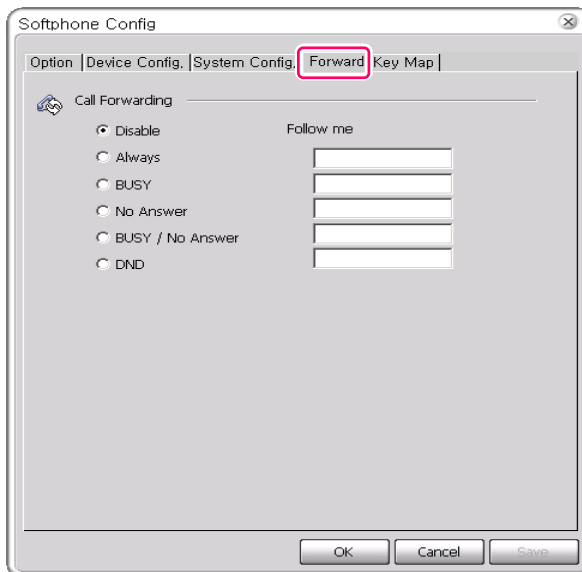 Softphone Config
Option Device Config, System Config, Forward Key Map
Call Forwarding
Disable Follow me
Always
BUSY
No Answer
BUSY / No Answer
DND
OK Cancel Save